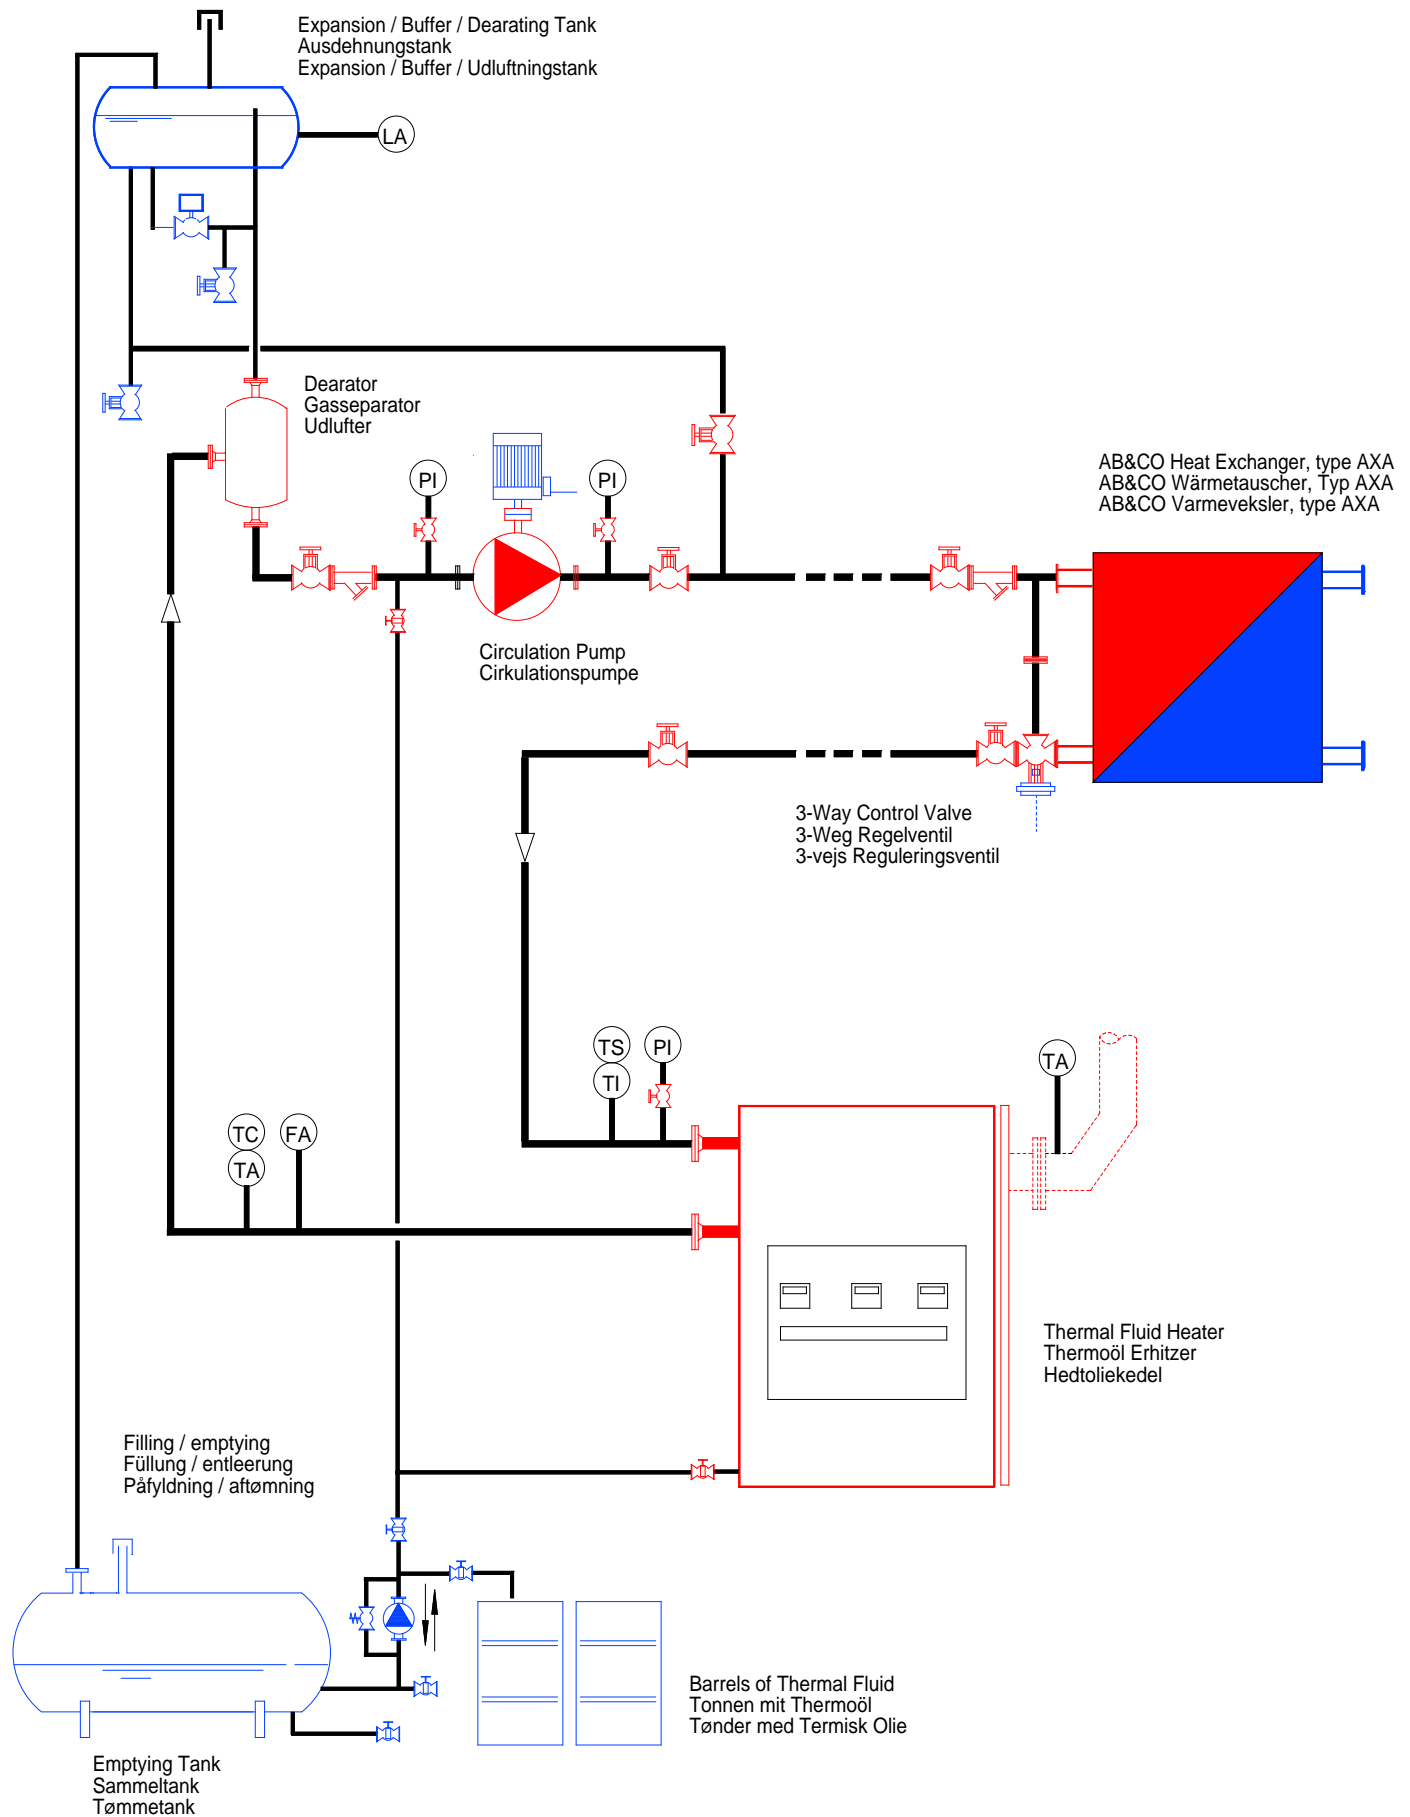 Expansion / Buffer / Dearating Tank
Ausdehnungstank
Expansion / Buffer / Udluftningstank
LA
Dearator
Gasseparator
Udlufter
PI
PI
AB&CO Heat Exchanger, type AXA
AB&CO Wärmetauscher, Typ AXA
AB&CO Varmeveksler, type AXA
Circulation Pump
Cirkulationspumpe
3-Way Control Valve
3-Weg Regelventil
3-vejs Reguleringsventil
TS
PI
TA
TI
TC
FA
TA
Thermal Fluid Heater
Thermoöl Erhitzer
Hedtoliekedel
Filling / emptying
Füllung / entleerung
Påfyldning / aftømning
Barrels of Thermal Fluid
Tonnen mit Thermoöl
Tønder med Termisk Olie
Emptying Tank
Sammeltank
Tømmetank